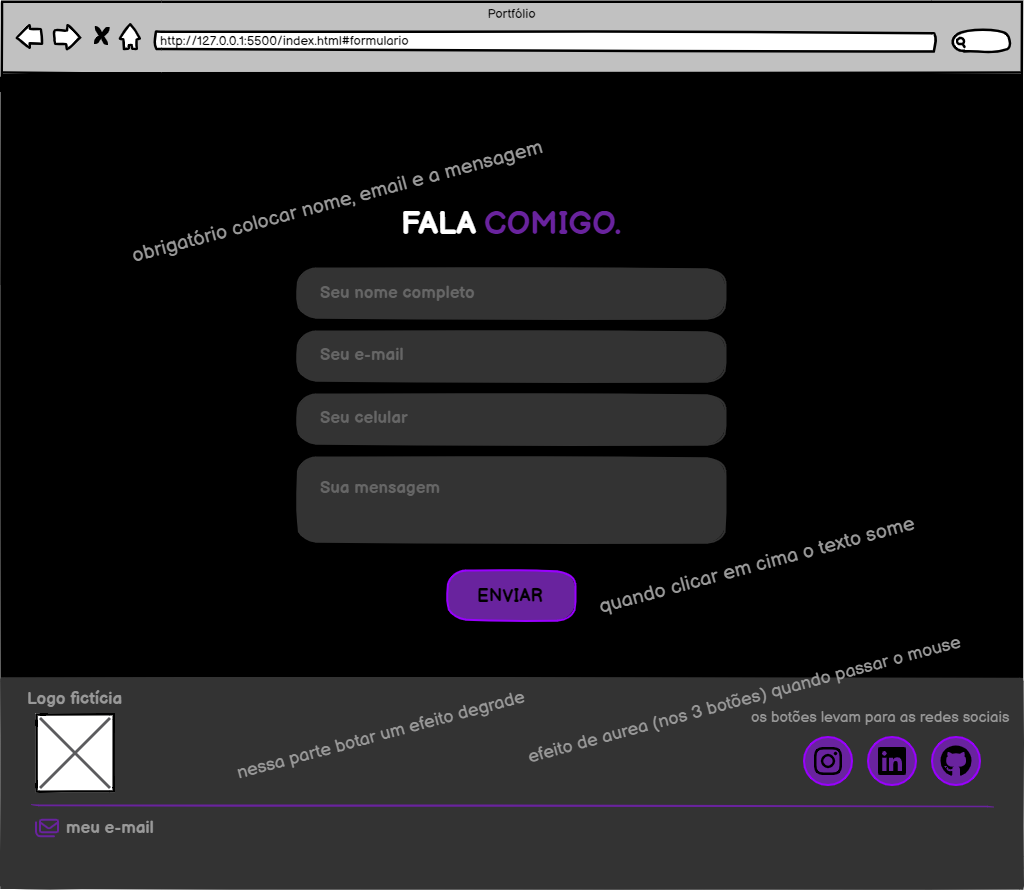 Portfólio
http://127.0.0.1:5500/index.html#formulario
obrigatório colocar nome, email e a mensagem
FALA COMIGO.
Seu nome completo
Seu e-mail
Seu celular
Sua mensagem
ENVIAR
quando clicar em cima o texto some
Logo fictícia
nessa parte botar um efeito degrade
efeito de aurea (nos 3 botões) quando passar o mouse
os botões levam para as redes sociais
in
meu e-mail